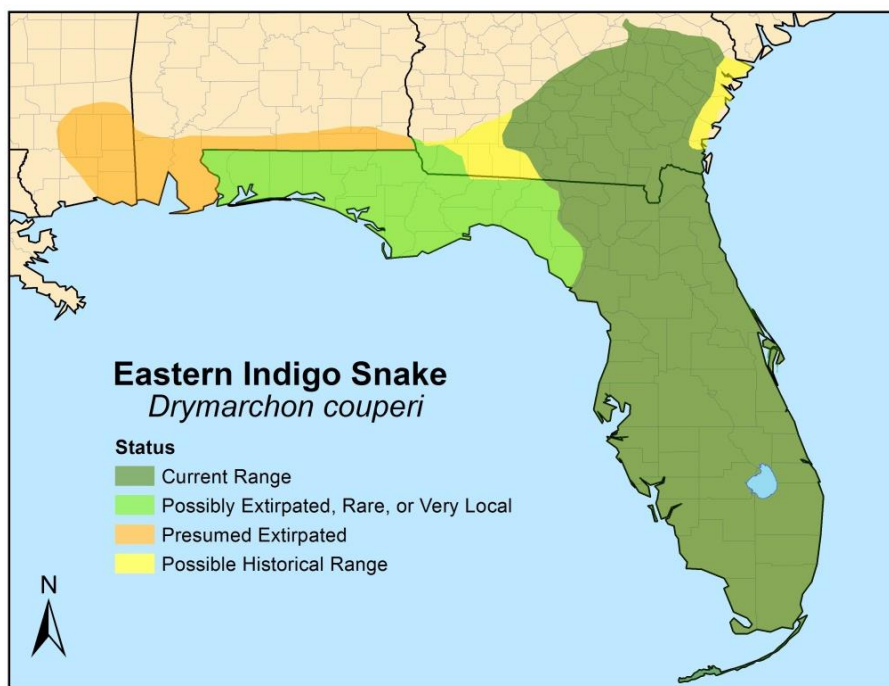 Eastern Indigo Snake
Drymarchon couperi
Status
Current Range
Possibly Extirpated, Rare, or Very Local
Presumed Extirpated
Possible Historical Range
N